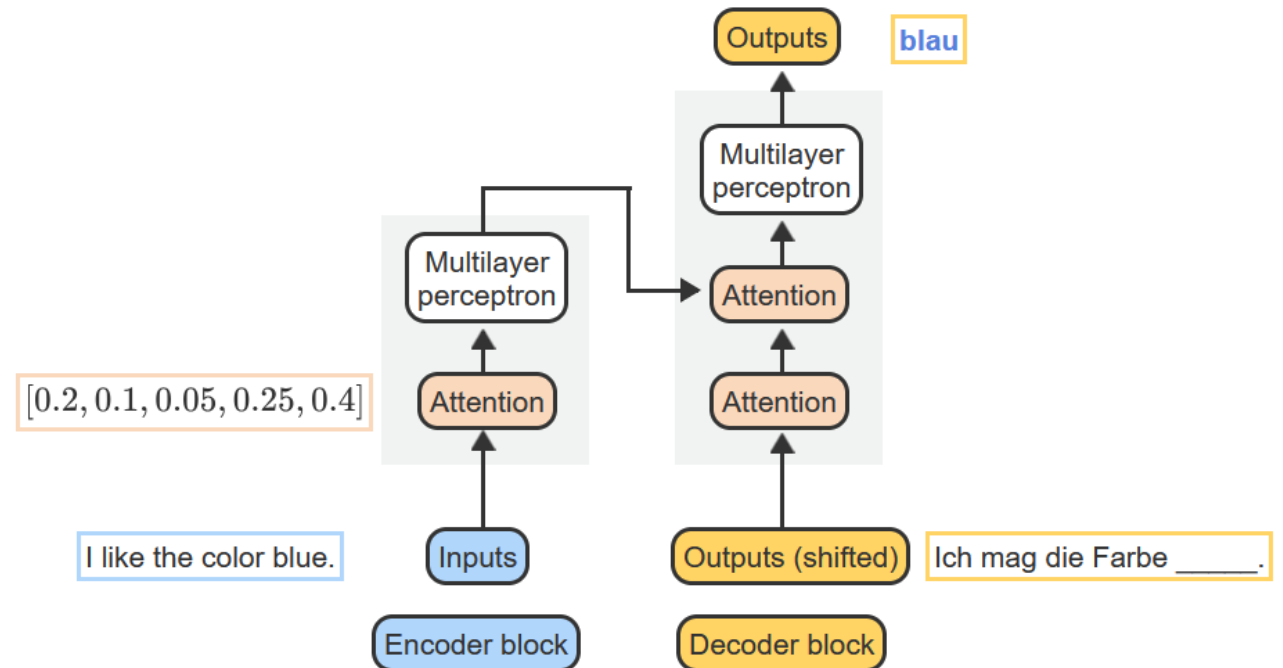 Outputs
blau
Multilayer
perceptron
Multilayer
perceptron
Attention
[0.2, 0.1, 0.05, 0.25, 0.4]
Attention
Attention
I like the color blue.
Inputs
Outputs (shifted)
Ich mag die Farbe _____.
Encoder block
Decoder block